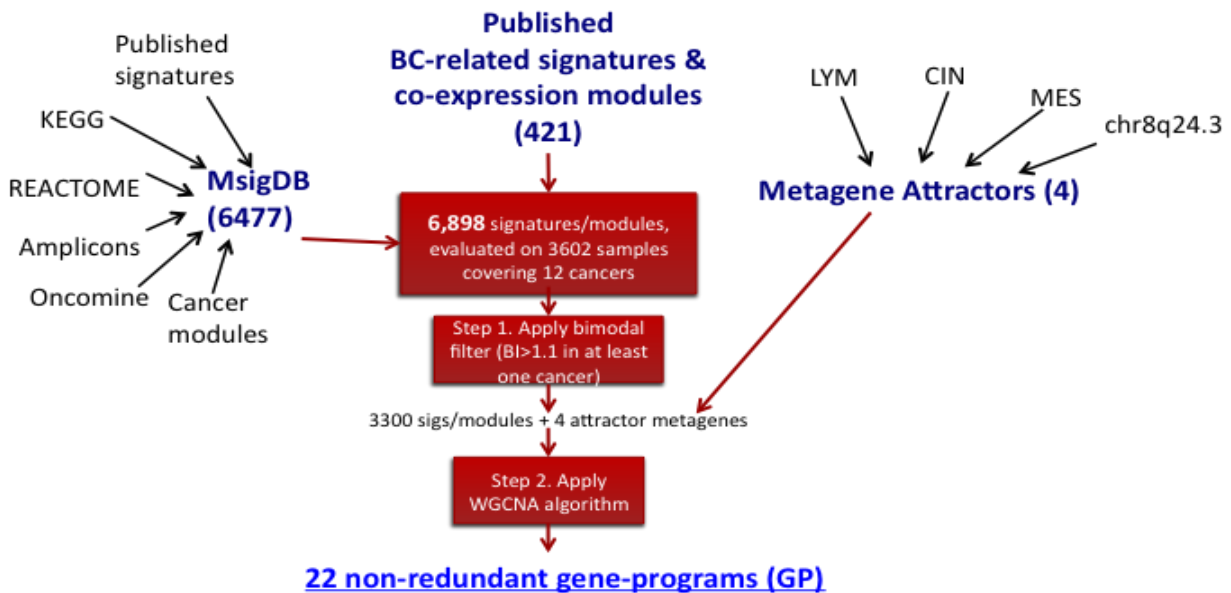 Published
signatures
KEGG
REACTOME
Amplicons
Oncomine
Cancer
modules
MsigDB
(6477)
Published
BC-related signatures &
co-expression modules
(421)
LYM
CIN
MES
chr8q24.3
Metagene Attractors (4)
6,898 signatures/modules,
evaluated on 3602 samples
covering 12 cancers
Step 1. Apply bimodal
filter (BI>1.1 in at least
one cancer)
3300 sigs/modules + 4 attractor metagenes
Step 2. Apply
WGCNA algorithm
22 non-redundant gene-programs (GP)